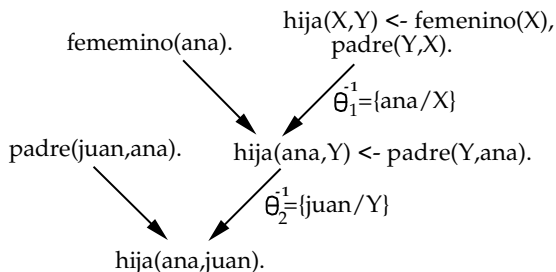 hija(X,Y) <- femenino(X),
fememino(ana).
padre(Y,X).
θ₁⁻¹={ana/X}
padre(juan,ana).
hija(ana,Y) <- padre(Y,ana).
θ₂⁻¹={juan/Y}
hija(ana,juan).